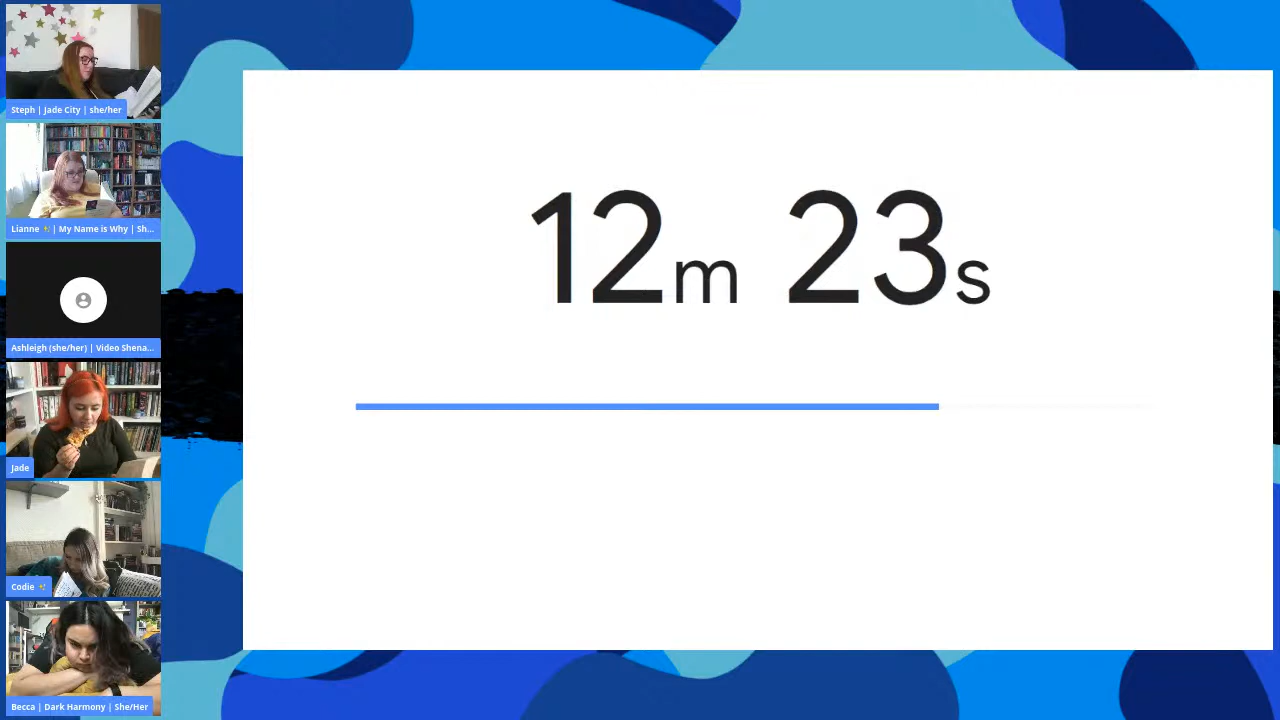 Steph | Jade City | she/her
Lianne ✨ | My Name is Why | Sh...
Ashleigh (she/her) | Video Shena...
Jade
Codie ✨
Becca | Dark Harmony | She/Her
12m 23s